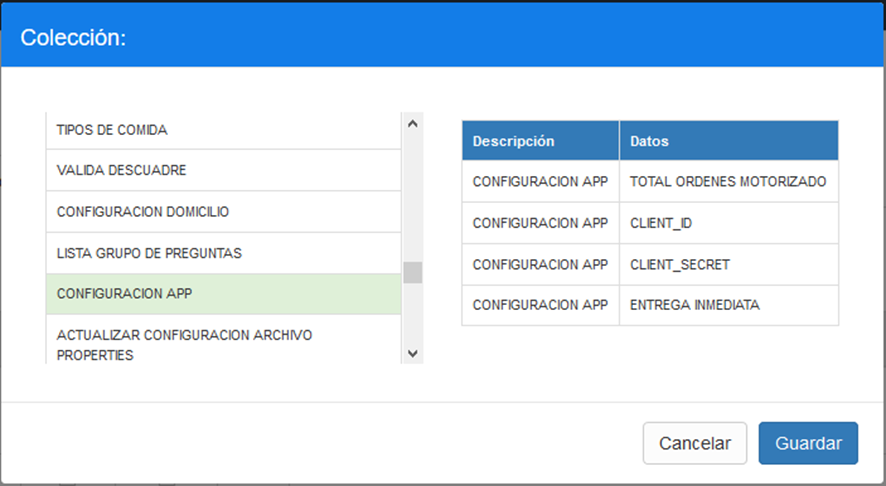 Colección:
TIPOS DE COMIDA
VALIDA DESCUADRE
CONFIGURACION DOMICILIO
LISTA GRUPO DE PREGUNTAS
CONFIGURACION APP
ACTUALIZAR CONFIGURACION ARCHIVO
PROPERTIES
Descripción Datos
CONFIGURACION APP TOTAL ORDENES MOTORIZADO
CONFIGURACION APP CLIENT_ID
CONFIGURACION APP CLIENT_SECRET
CONFIGURACION APP ENTREGA INMEDIATA
Cancelar Guardar